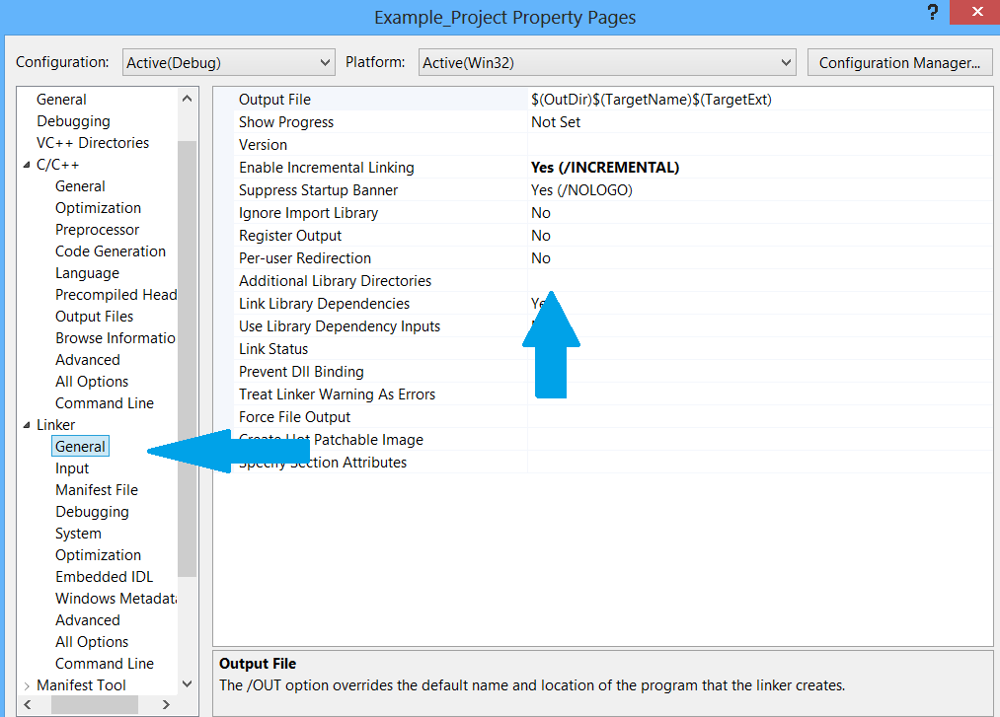 Example_Project Property Pages
?
Configuration: Active(Debug) Platform: Active(Win32) Configuration Manager...
General
Debugging
VC++ Directories
C/C++
General
Optimization
Preprocessor
Code Generation
Language
Precompiled Head
Output Files
Browse Informatio
Advanced
All Options
Command Line
Linker
General
Input
Manifest File
Debugging
System
Optimization
Embedded IDL
Windows Metadata
Advanced
All Options
Command Line
Manifest Tool
Output File $(OutDir)$(TargetName)$(TargetExt)
Show Progress Not Set
Version
Enable Incremental Linking Yes (/INCREMENTAL)
Suppress Startup Banner Yes (/NOLOGO)
Ignore Import Library No
Register Output No
Per-user Redirection No
Additional Library Directories
Link Library Dependencies
Use Library Dependency Inputs
Link Status
Prevent Dll Binding
Treat Linker Warning As Errors
Force File Output
Create Hot Patchable Image
Specify Section Attributes
Output File
The /OUT option overrides the default name and location of the program that the linker creates.